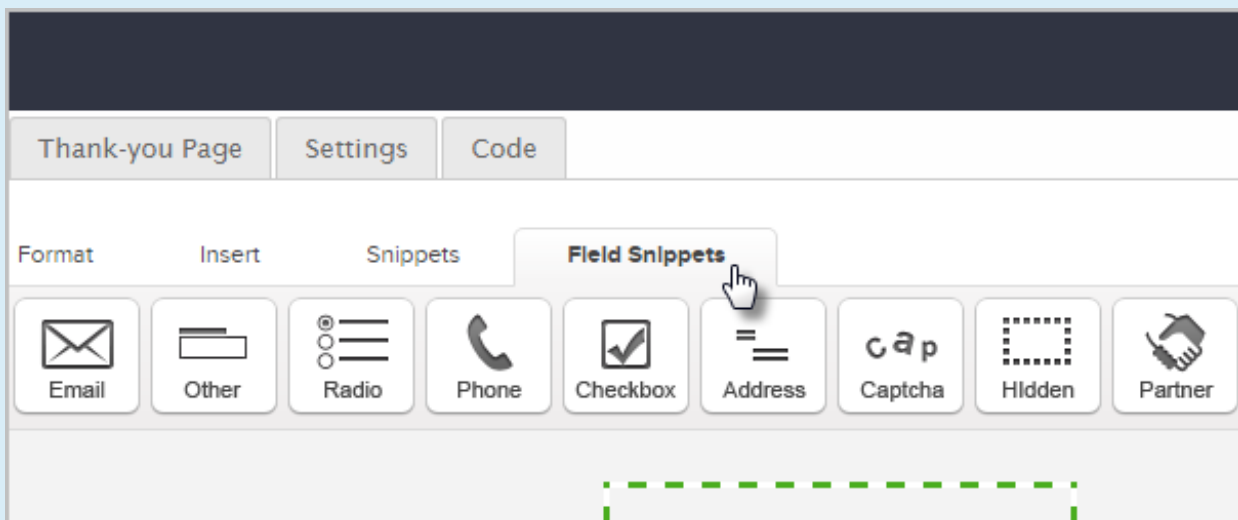 Thank-you Page Settings Code
Format Insert Snippets Field Snippets
cap
Email Other Radio Phone Checkbox Address Captcha Hidden Partner